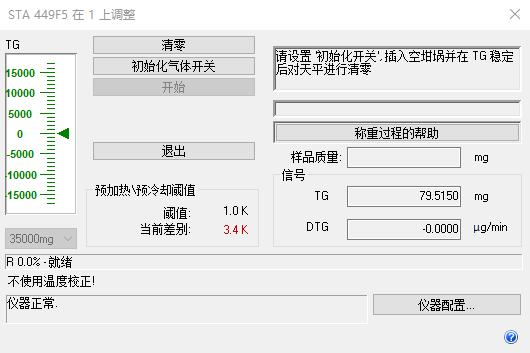 STA 449F5 在 1 上调整
TG
15000
10000
5000
0
-5000
-10000
-15000
35000mg
清零
初始化气体开关
开始
退出
预加热\预冷却阈值
阈值: 1.0 K
当前差别: 3.4 K
请设置 '初始化开关', 插入空坩埚并在 TG 稳定
后对天平进行清零
称重过程的帮助
样品质量: mg
信号
TG 79.5150 mg
DTG -0.0000 µg/min
R 0.0% - 就绪
不使用温度校正!
仪器正常.
仪器配置...
?